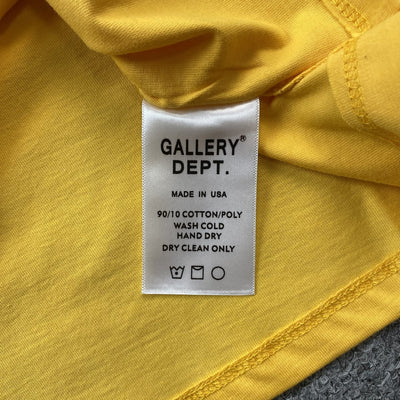 GALLERY®
DEPT.
MADE IN USA
90/10 COTTON/POLY
WASH COLD
HAND DRY
DRY CLEAN ONLY